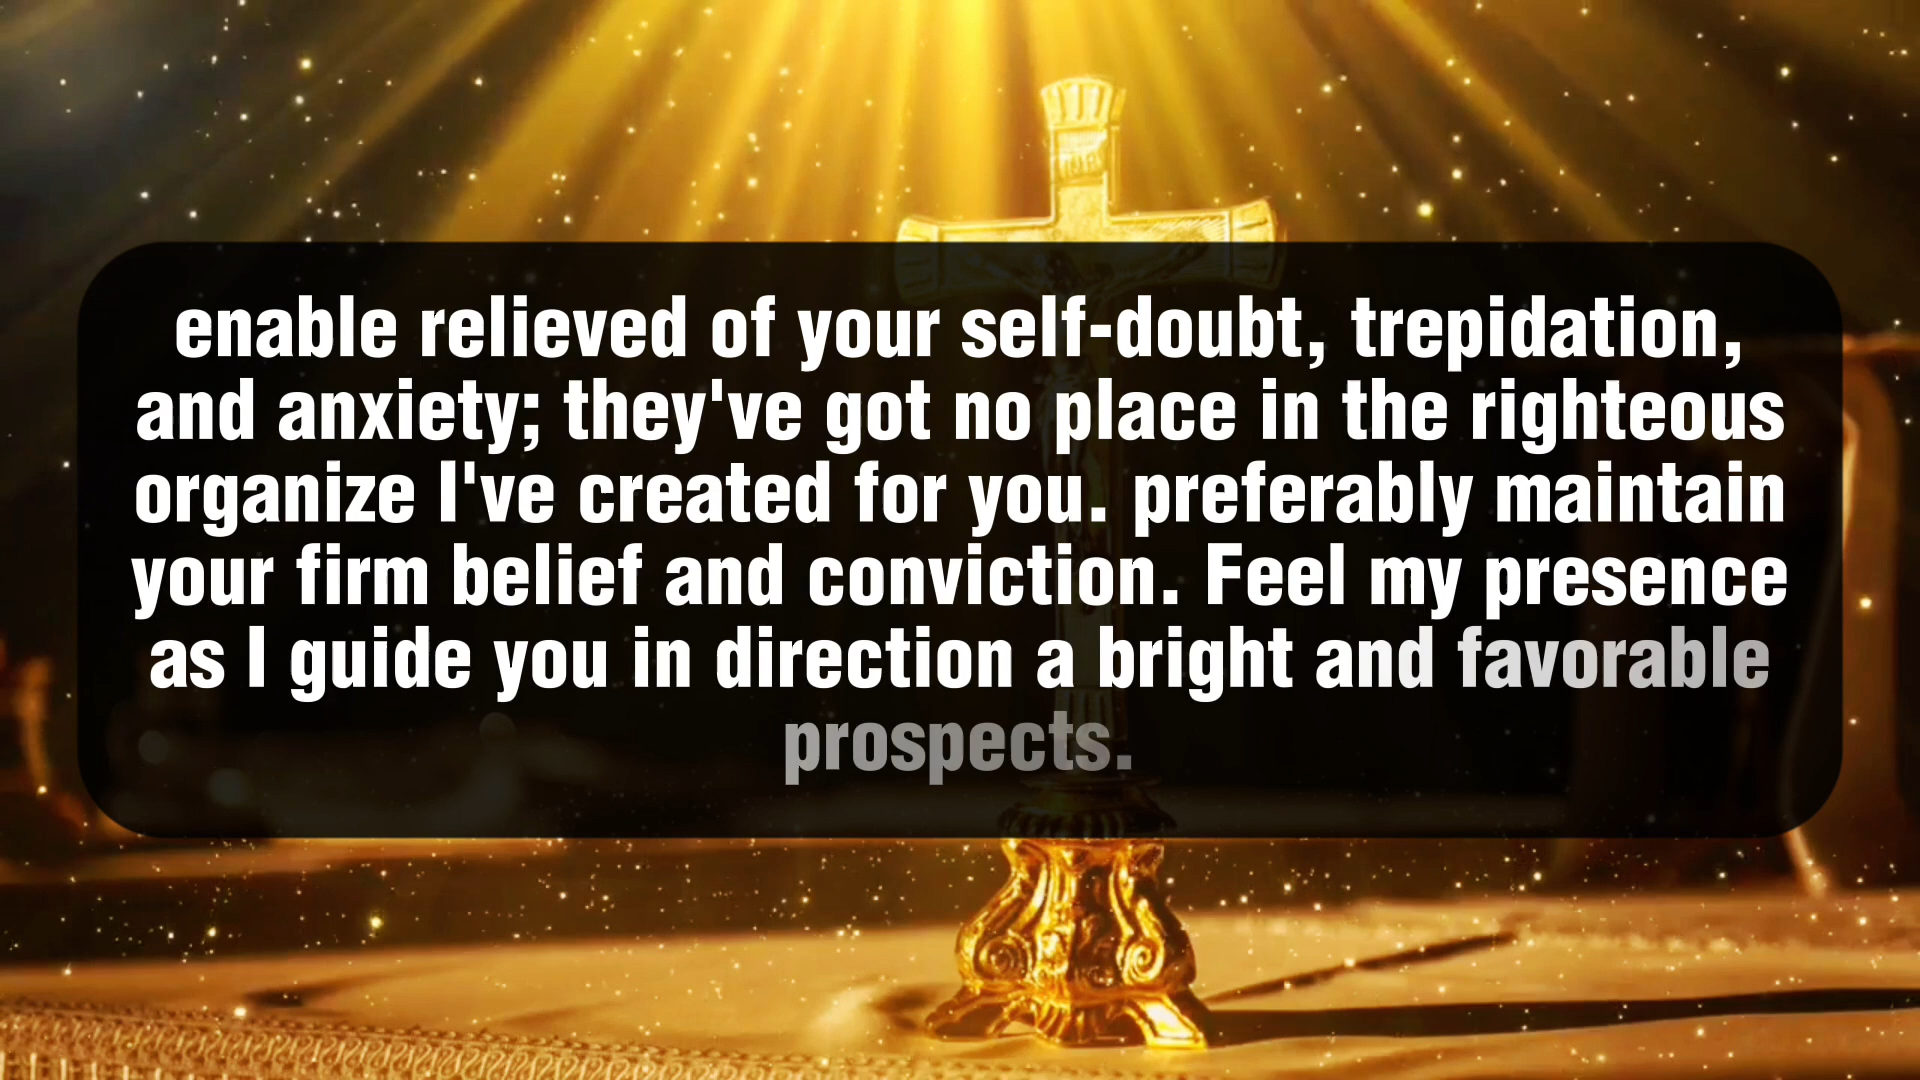 enable relieved of your self-doubt, trepidation,
and anxiety; they've got no place in the righteous
organize I've created for you. preferably maintain
your firm belief and conviction. Feel my presence
as I guide you in direction a bright and favorable
prospects.